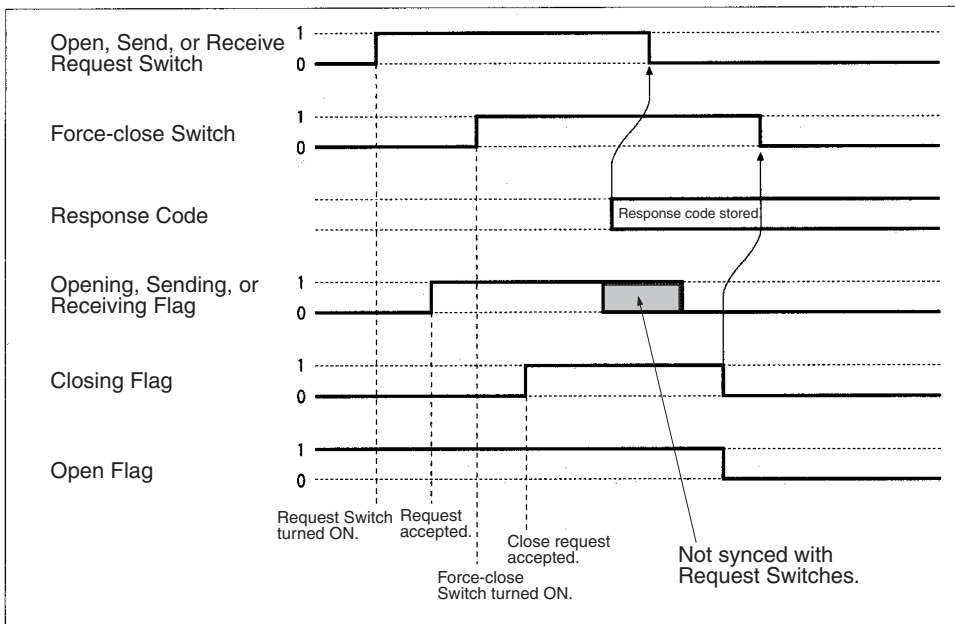 Open, Send, or Receive
Request Switch
1
0
Force-close Switch
1
0
Response Code
Response code stored.
Opening, Sending, or
Receiving Flag
1
0
Closing Flag
1
0
Open Flag
1
0
Request Switch
turned ON.
Request
accepted.
Close request
accepted.
Force-close
Switch turned ON.
Not synced with
Request Switches.